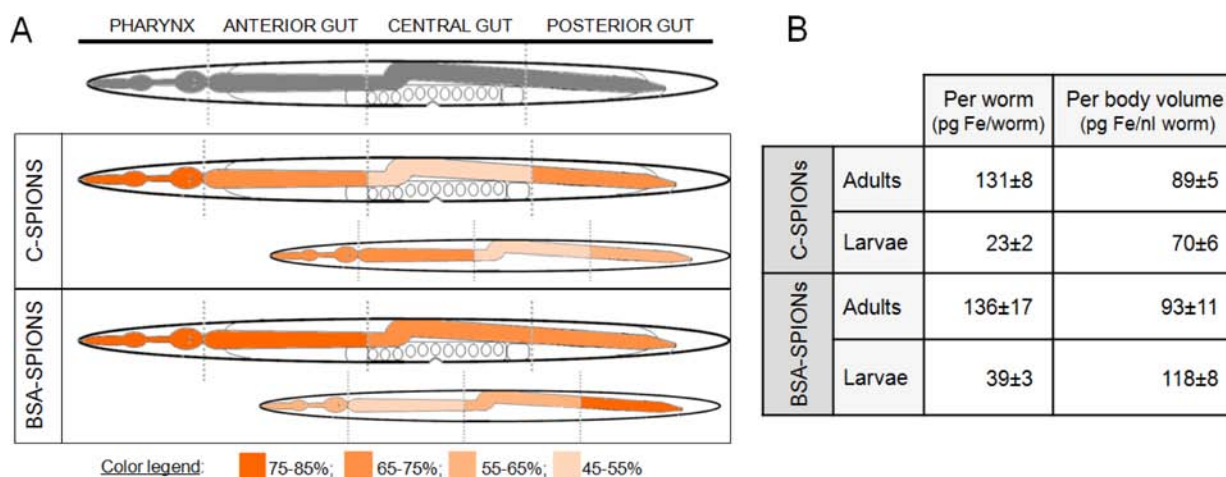 A
PHARYNX ANTERIOR GUT CENTRAL GUT POSTERIOR GUT
C-SPIONS
BSA-SPIONS
Color legend: 75-85%; 65-75%; 55-65%; 45-55%
B
Per worm Per body volume
(pg Fe/worm) (pg Fe/nl worm)
C-SPIONs
Adults 131±8 89±5
Larvae 23±2 70±6
BSA-SPIONs
Adults 136±17 93±11
Larvae 39±3 118±8